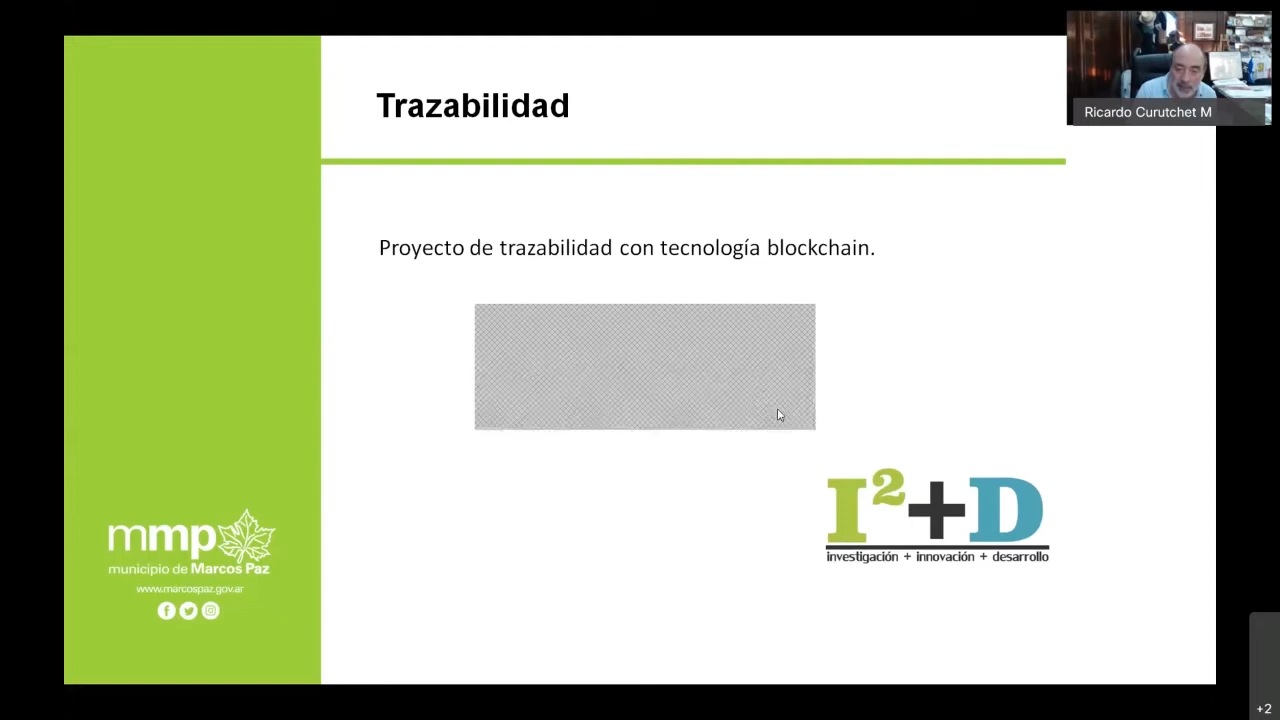 Trazabilidad
Ricardo Curutchet M
Proyecto de trazabilidad con tecnología blockchain.
I²+D
investigación + innovación + desarrollo
mmp
municipio de Marcos Paz
www.marcospaz.gov.ar
+2